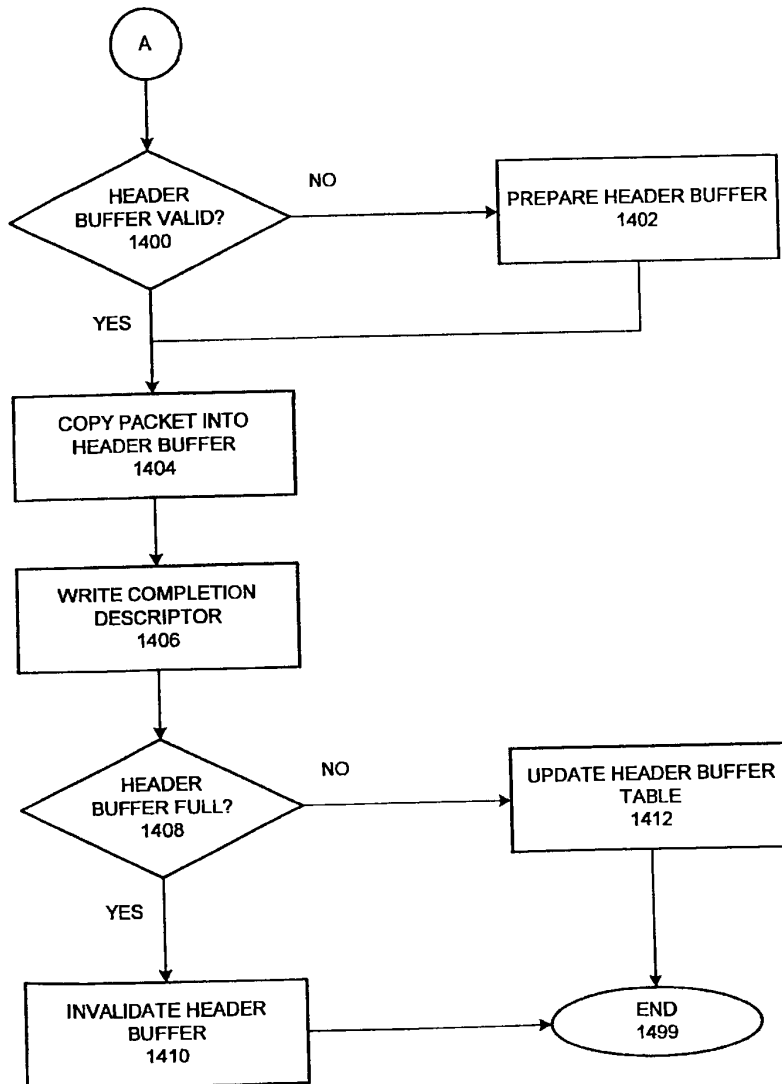 A
HEADER
BUFFER VALID?
1400
NO
PREPARE HEADER BUFFER
1402
YES
COPY PACKET INTO
HEADER BUFFER
1404
WRITE COMPLETION
DESCRIPTOR
1406
HEADER
BUFFER FULL?
1408
NO
UPDATE HEADER BUFFER
TABLE
1412
YES
INVALIDATE HEADER
BUFFER
1410
END
1499